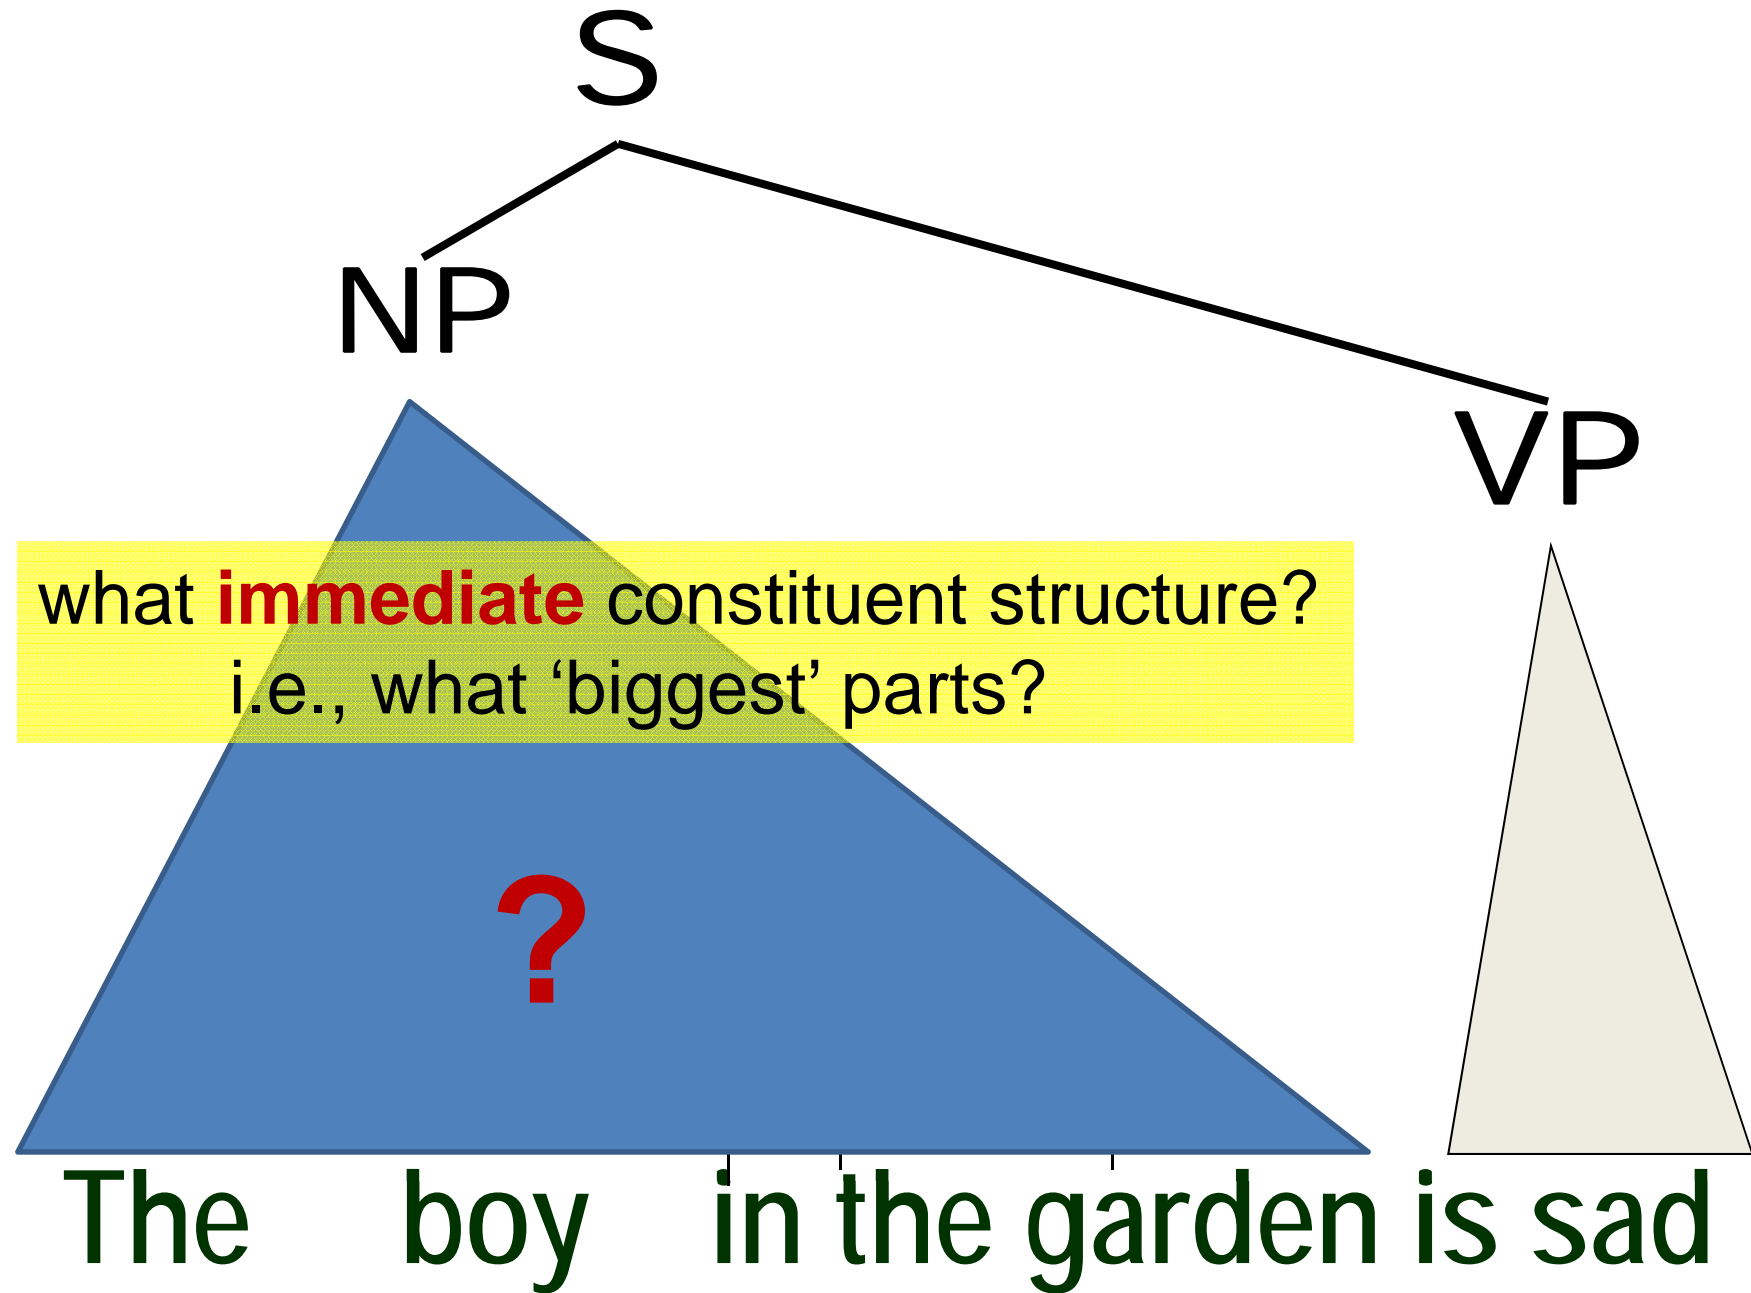 S
NP
VP
what immediate constituent structure?
i.e., what ‘biggest’ parts?
?
The boy in the garden is sad